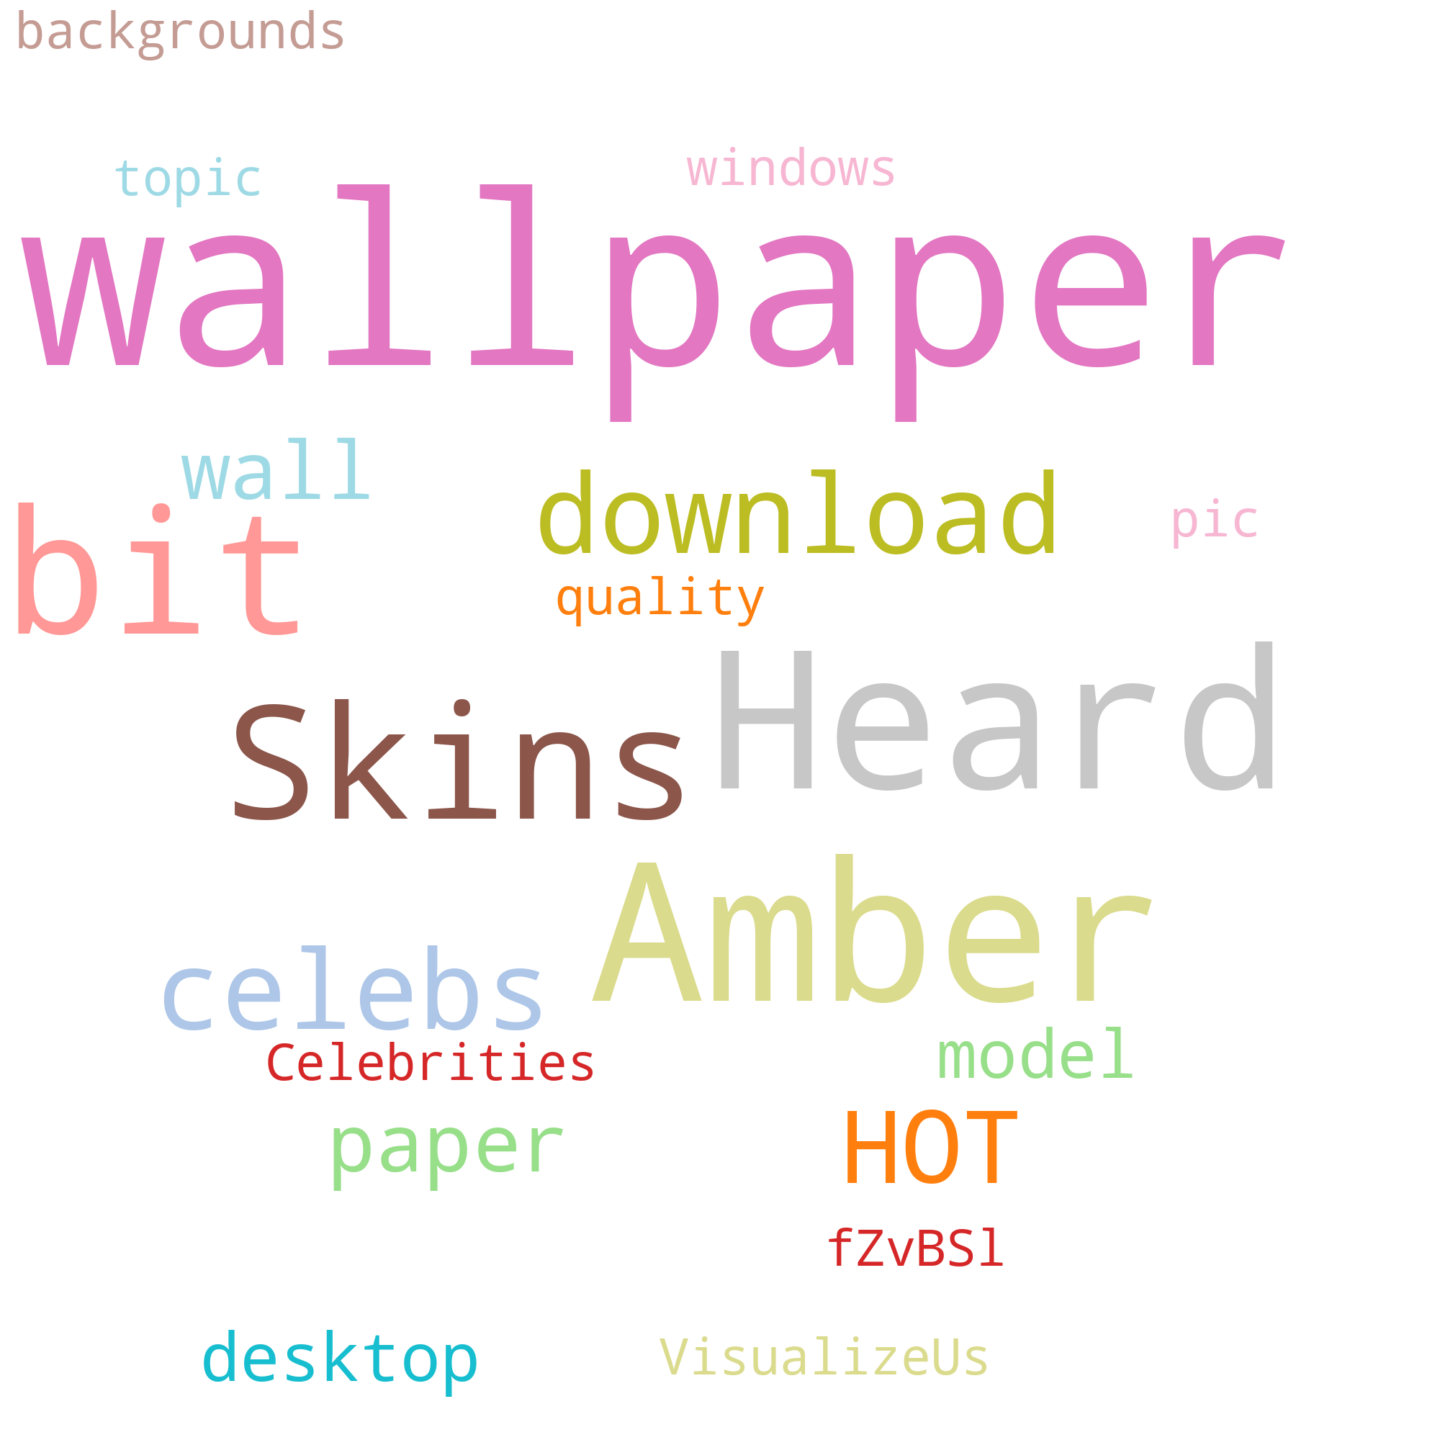 backgrounds
topic
windows
wallpaper
wall
download
bit
pic
quality
Heard
Skins
Amber
celebs
Celebrities
model
paper
HOT
fZvBSl
desktop
VisualizeUs